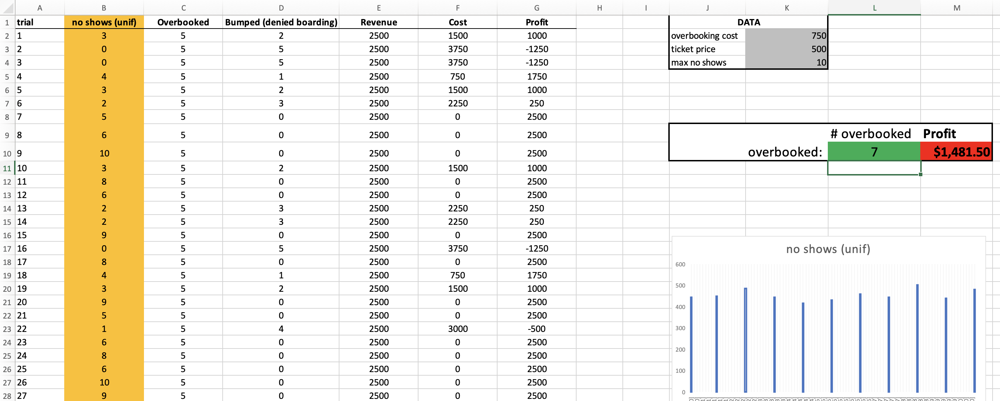 A B C D E F G H I J K L M
1 trial no shows (unif) Overbooked Bumped (denied boarding) Revenue Cost Profit DATA
2 1 3 5 2 2500 1500 1000 overbooking cost 750
3 2 0 5 5 2500 3750 -1250 ticket price 500
4 3 0 5 5 2500 3750 -1250 max no shows 10
5 4 4 5 1 2500 750 1750
6 5 3 5 2 2500 1500 1000
7 6 2 5 3 2500 2250 250
8 7 5 5 0 2500 0 2500
9 8 6 5 0 2500 0 2500 # overbooked Profit
10 9 10 5 0 2500 0 2500 overbooked: 7 $1,481.50
11 10 3 5 2 2500 1500 1000
12 11 8 5 0 2500 0 2500
13 12 6 5 0 2500 0 2500
14 13 2 5 3 2500 2250 250
15 14 2 5 3 2500 2250 250
16 15 9 5 0 2500 0 2500
17 16 0 5 5 2500 3750 -1250
18 17 8 5 0 2500 0 2500
19 18 4 5 1 2500 750 1750
20 19 3 5 2 2500 1500 1000
21 20 9 5 0 2500 0 2500
22 21 5 5 0 2500 0 2500
23 22 1 5 4 2500 3000 -500
24 23 6 5 0 2500 0 2500
25 24 8 5 0 2500 0 2500
26 25 6 5 0 2500 0 2500
27 26 10 5 0 2500 0 2500
28 27 9 5 0 2500 0 2500
no shows (unif)
600
500
400
300
200
100
0